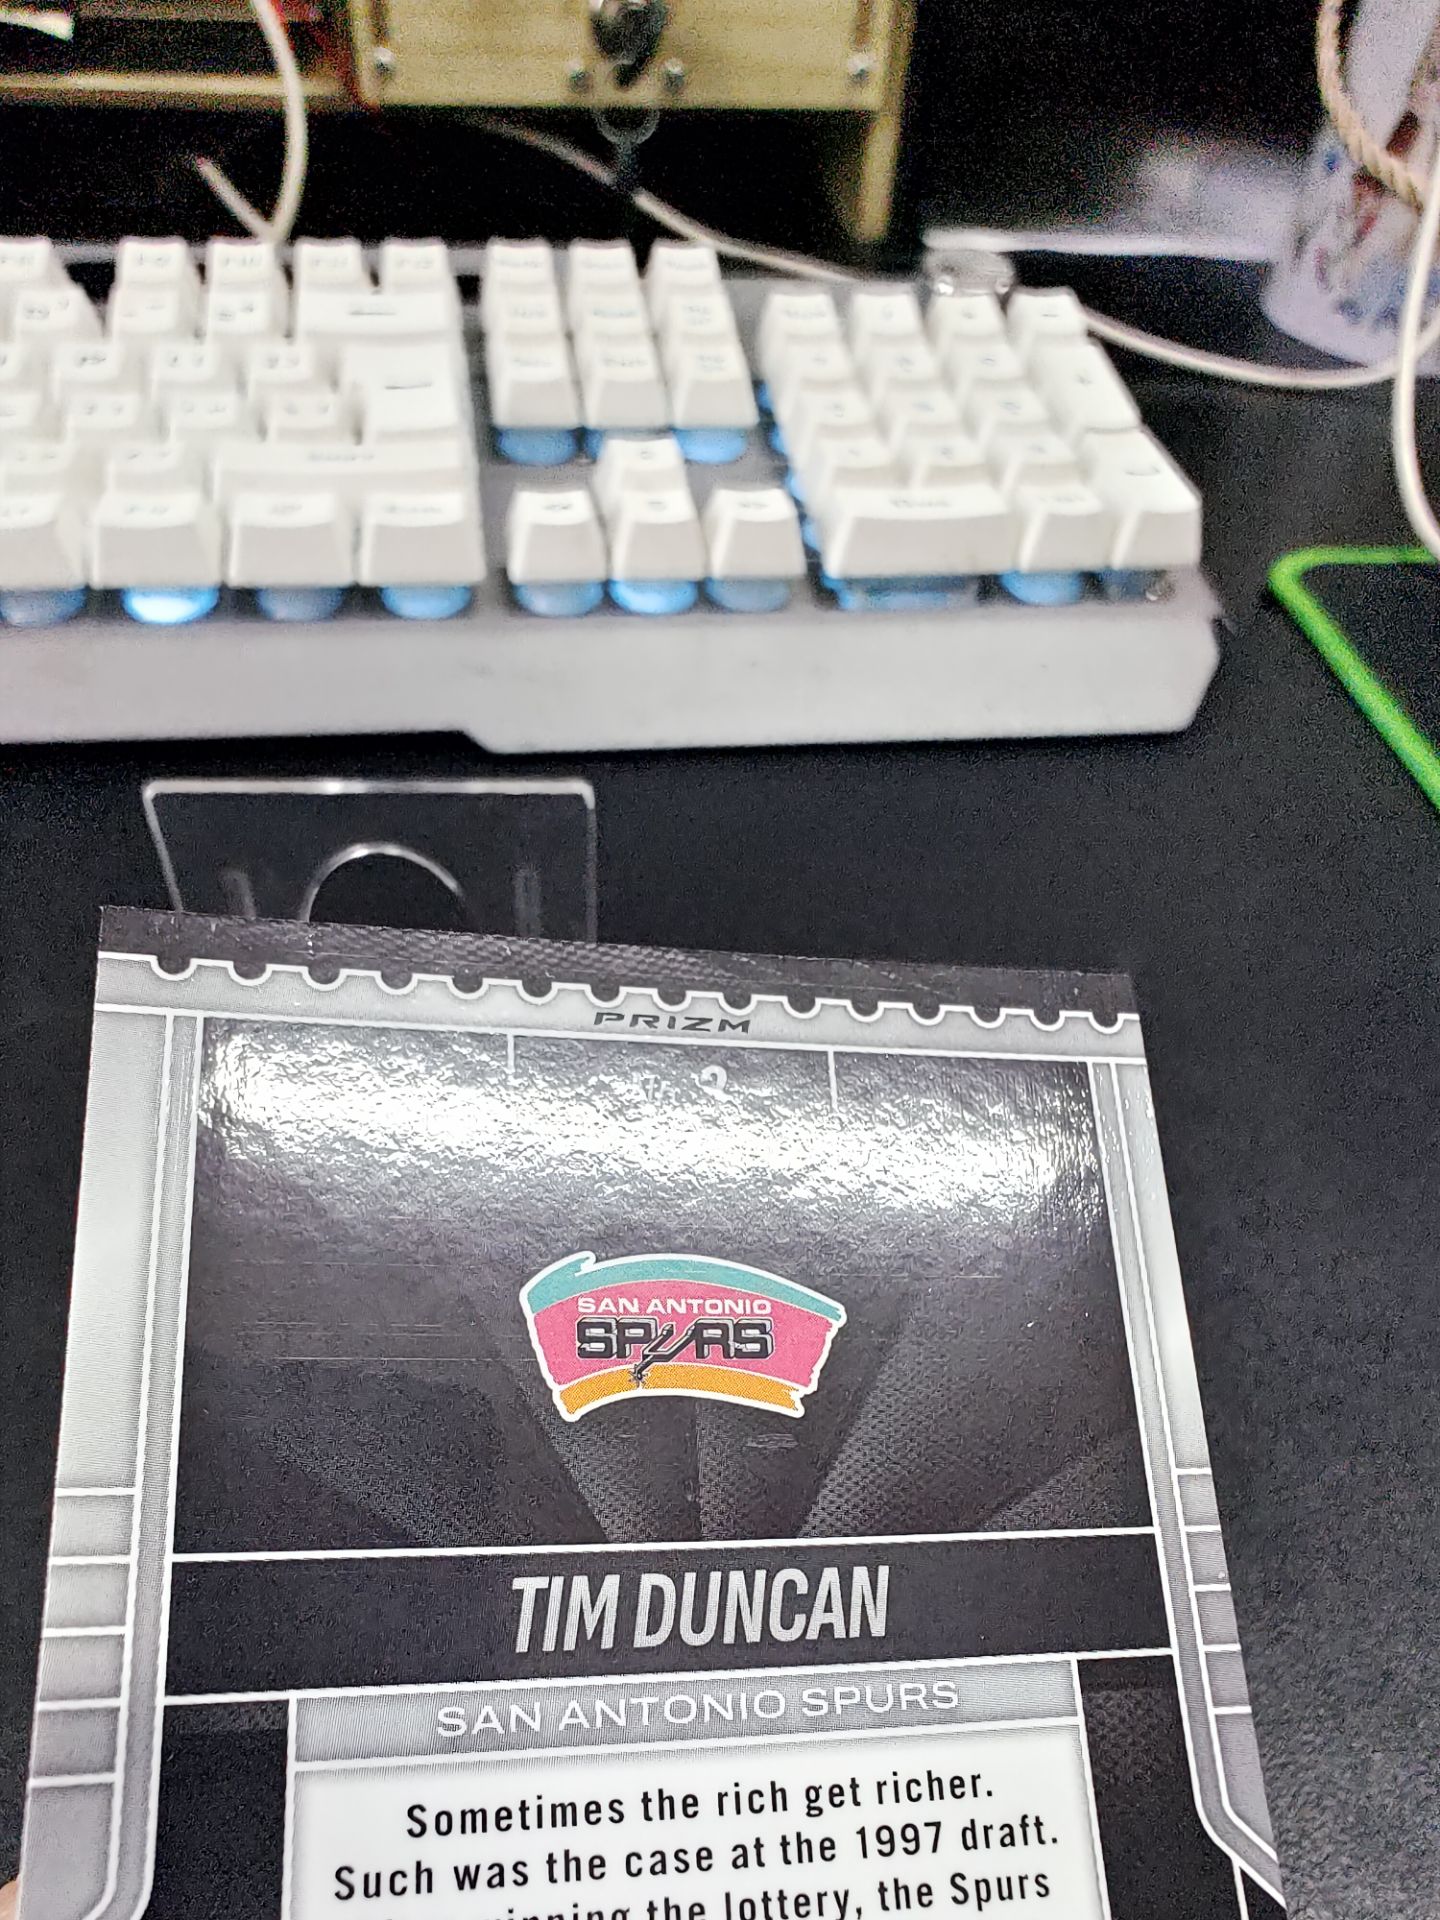 PRIZM
SAN ANTONIO
SPURS
TIM DUNCAN
SAN ANTONIO SPURS
Sometimes the rich get richer.
Such was the case at the 1997 draft.
the lottery, the Spurs